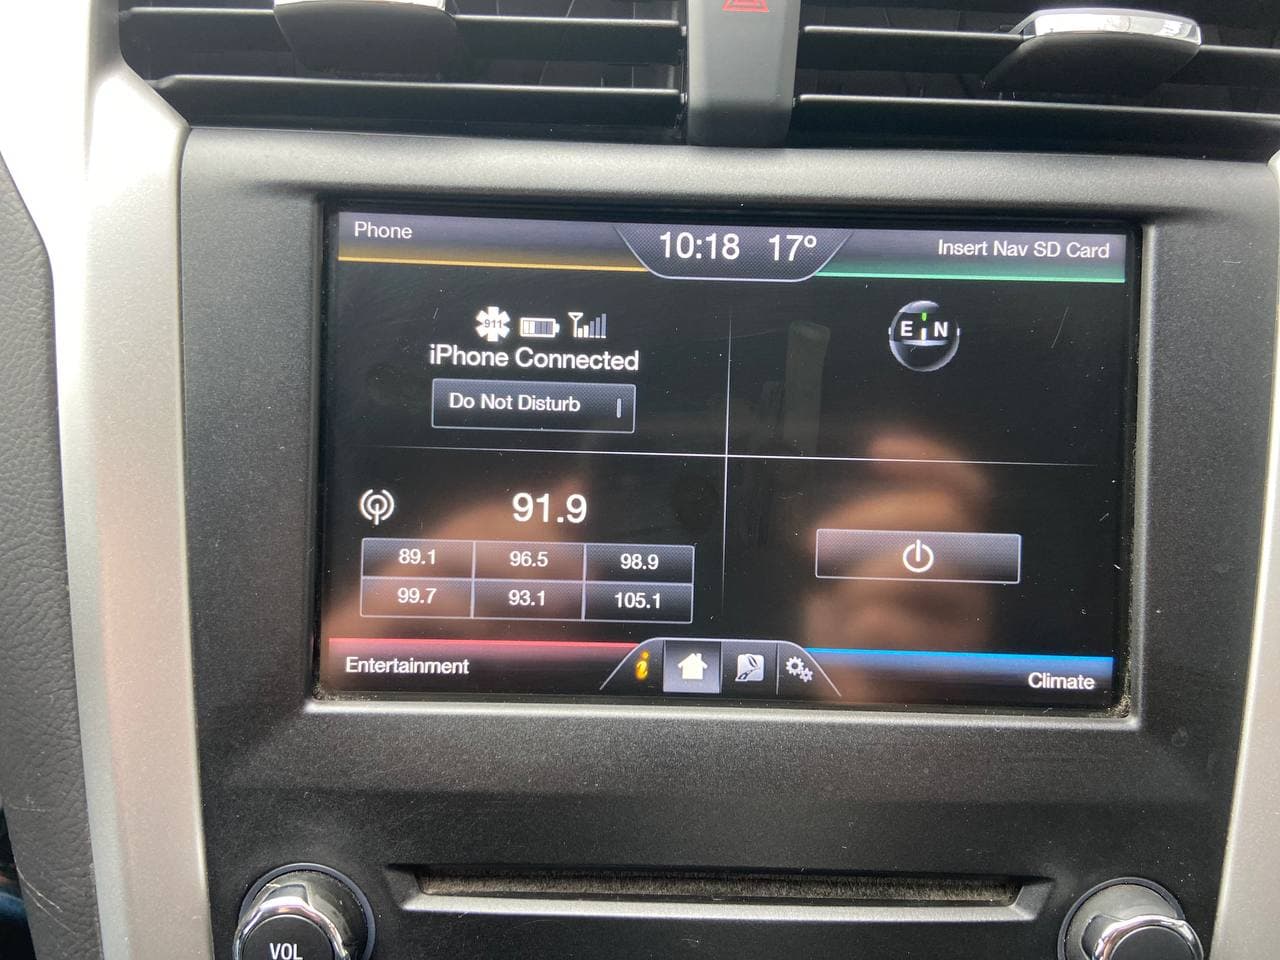 Phone
10:18 17°
Insert Nav SD Card
911
iPhone Connected
Do Not Disturb
E N
91.9
89.1 96.5 98.9
99.7 93.1 105.1
Entertainment
i
Climate
VOL